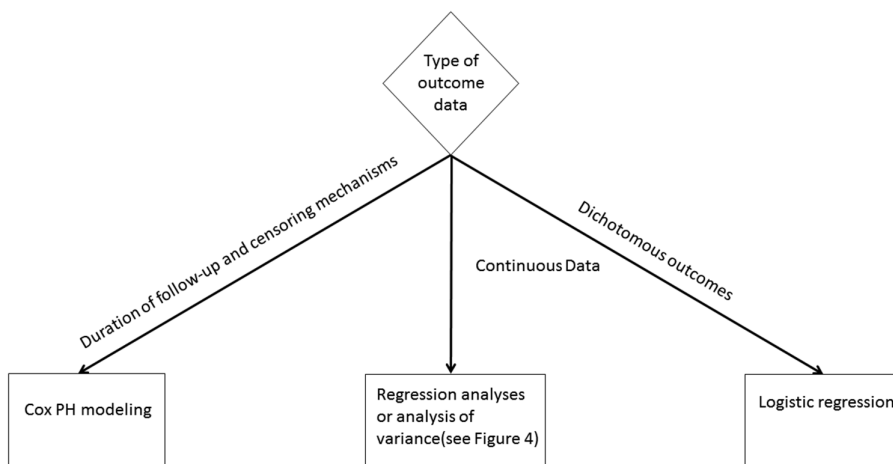 Type of
outcome
data
Duration of follow-up and censoring mechanisms
Continuous Data
Dichotomous outcomes
Cox PH modeling
Regression analyses
or analysis of
variance(see Figure 4)
Logistic regression